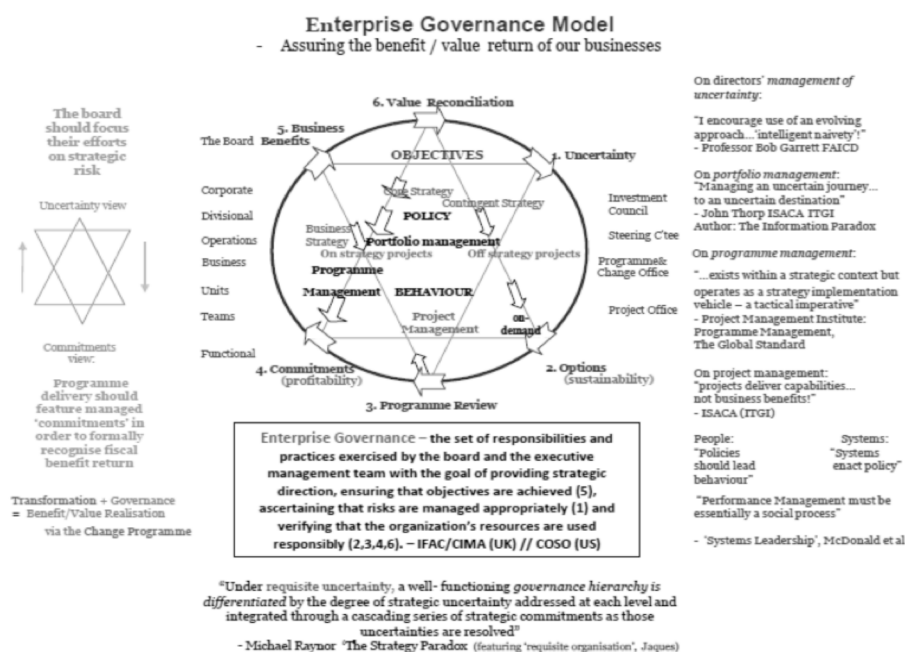 Enterprise Governance Model
- Assuring the benefit / value return of our businesses
The board
should focus
their efforts
on strategic
risk
Uncertainty view
Commitments
view:
Programme
delivery should
feature managed
'commitments' in
order to formally
recognise fiscal
benefit return
Transformation + Governance
= Benefit/Value Realisation
via the Change Programme
The Board
Corporate
Divisional
Operations
Business
Units
Teams
Functional
6. Value Reconciliation
5. Business
Benefits
1. Uncertainty
OBJECTIVES
Core Strategy
Contingent Strategy
POLICY
Business
Strategy
Portfolio management
On strategy projects
Off strategy projects
Programme
Management
BEHAVIOUR
Project
Management
on-
demand
4. Commitments
(profitability)
2. Options
(sustainability)
3. Programme Review
Investment
Council
Steering C'tee
Programme&
Change Office
Project Office
Enterprise Governance – the set of responsibilities and
practices exercised by the board and the executive
management team with the goal of providing strategic
direction, ensuring that objectives are achieved (5),
ascertaining that risks are managed appropriately (1) and
verifying that the organization's resources are used
responsibly (2,3,4,6). – IFAC/CIMA (UK) // COSO (US)
"Under requisite uncertainty, a well- functioning governance hierarchy is
differentiated by the degree of strategic uncertainty addressed at each level and
integrated through a cascading series of strategic commitments as those
uncertainties are resolved"
- Michael Raynor 'The Strategy Paradox (featuring 'requisite organisation', Jaques)
On directors' management of
uncertainty:
"I encourage use of an evolving
approach...'intelligent naivety'!"
- Professor Bob Garrett FAICD
On portfolio management:
"Managing an uncertain journey...
to an uncertain destination"
- John Thorp ISACA ITGI
Author: The Information Paradox
On programme management:
"...exists within a strategic context but
operates as a strategy implementation
vehicle – a tactical imperative"
- Project Management Institute:
Programme Management,
The Global Standard
On project management:
"projects deliver capabilities...
not business benefits!"
- ISACA (ITGI)
People: Systems:
"Policies "Systems
should lead enact policy"
behaviour"
"Performance Management must be
essentially a social process"
- 'Systems Leadership', McDonald et al